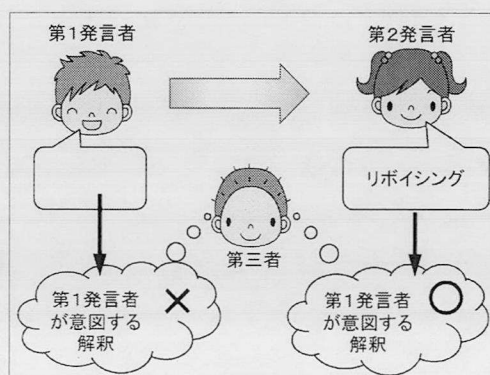 第1発言者
第2発言者
リボイシング
第三者
第1発言者
が意図する
解釈
×
第1発言者
が意図する
解釈
○